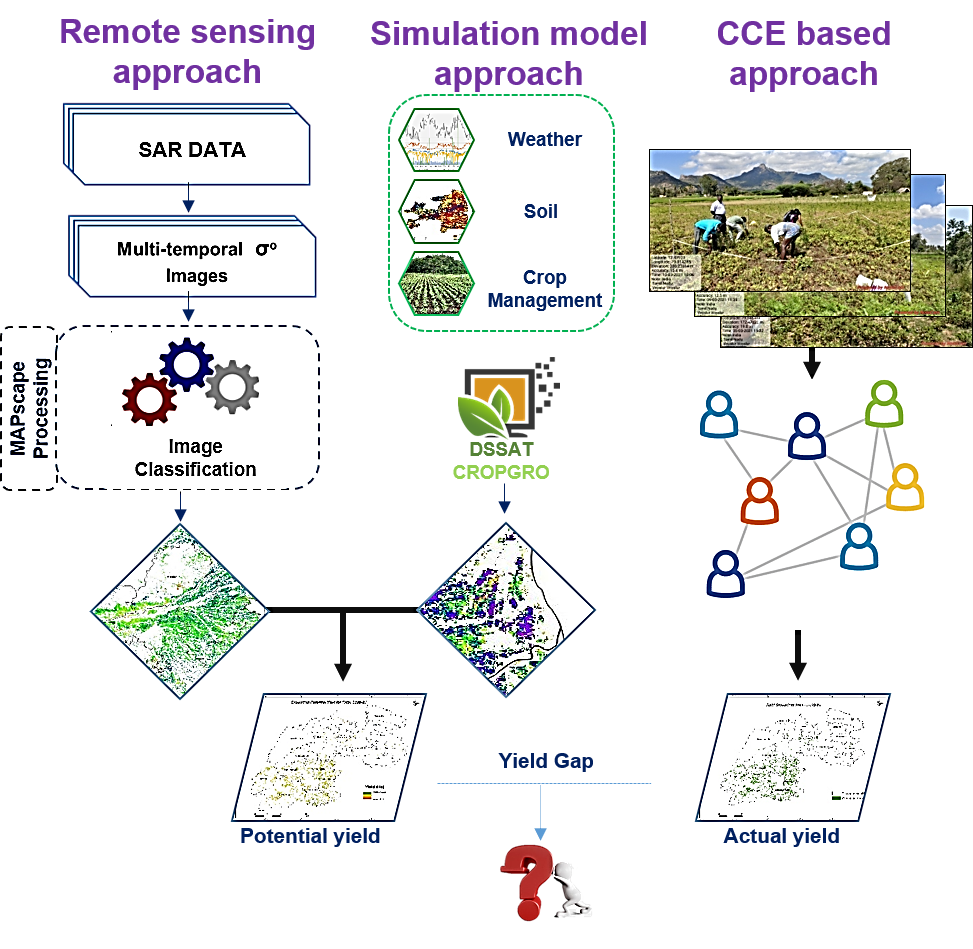 Remote sensing
approach
Simulation model
approach
CCE based
approach
SAR DATA
Multi-temporal σº
Images
MAPscape
Processing
Image
Classification
Weather
Soil
Crop
Management
DSSAT
CROPGRO
Potential yield
Yield Gap
Actual yield